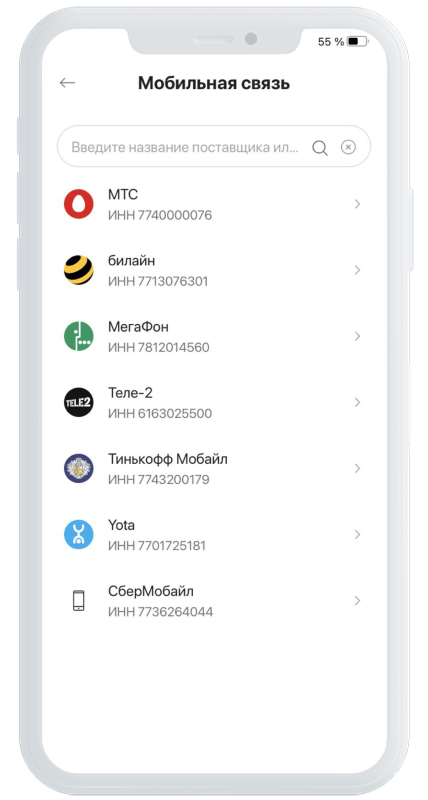 55 %
Мобильная связь
Введите название поставщика ил...
МТС
ИНН 7740000076
билайн
ИНН 7713076301
МегаФон
ИНН 7812014560
TELE2
Теле-2
ИНН 6163025500
Тинькофф Мобайл
ИНН 7743200179
Yota
ИНН 7701725181
СберМобайл
ИНН 7736264044